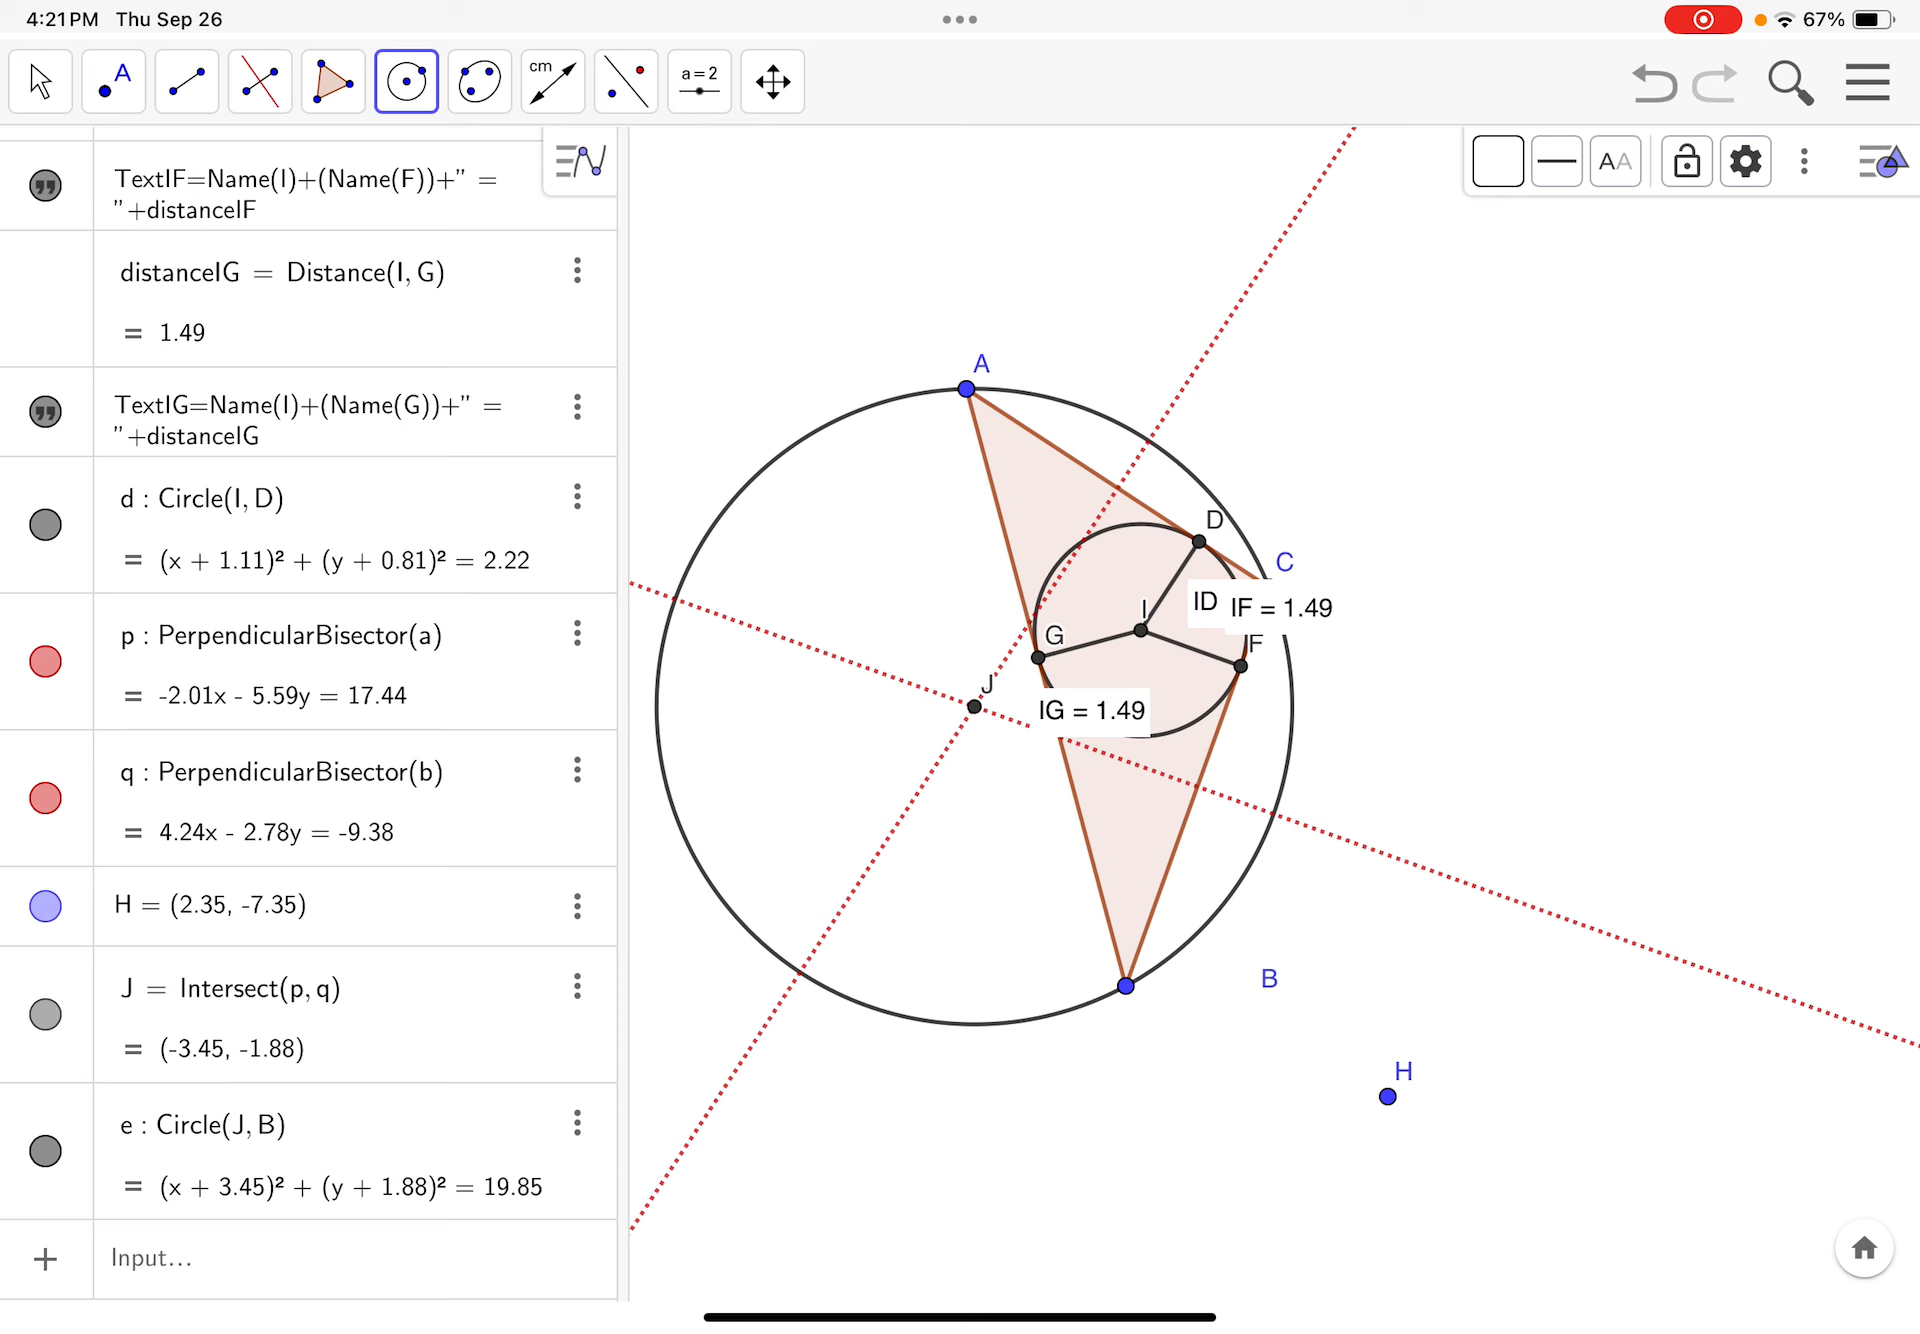 4:21 PM Thu Sep 26
67%
A
cm
a = 2
TextIF=Name(I)+(Name(F))+” =
”+distanceIF
distanceIG = Distance(I, G)
= 1.49
TextIG=Name(I)+(Name(G))+” =
”+distanceIG
d : Circle(I, D)
= (x + 1.11)² + (y + 0.81)² = 2.22
p : PerpendicularBisector(a)
= -2.01x - 5.59y = 17.44
q : PerpendicularBisector(b)
= 4.24x - 2.78y = -9.38
H = (2.35, -7.35)
J = Intersect(p, q)
= (-3.45, -1.88)
e : Circle(J, B)
= (x + 3.45)² + (y + 1.88)² = 19.85
+ Input...
AA
A
D
C
ID
IF = 1.49
I
G
F
J
IG = 1.49
B
H